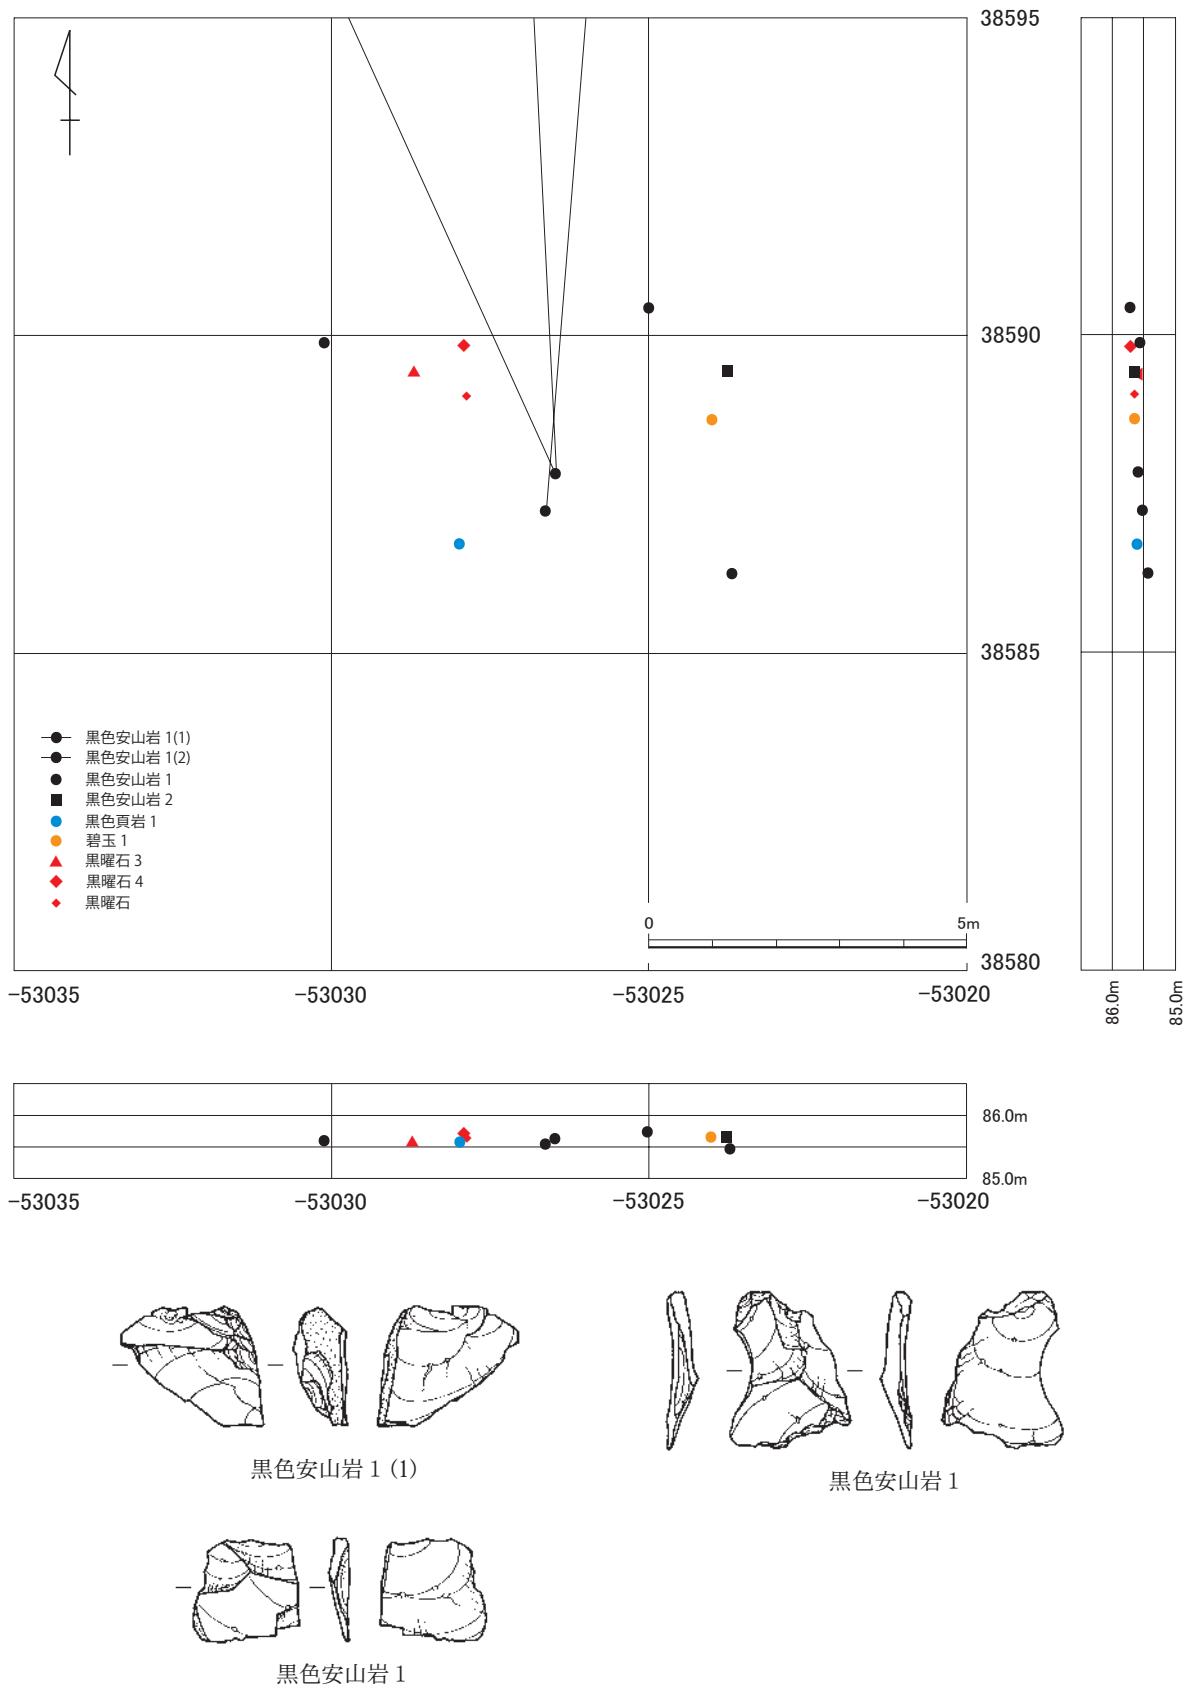 38595
38590
38585
黒色安山岩 1(1)
黒色安山岩 1(2)
黒色安山岩 1
黒色安山岩 2
黒色頁岩 1
碧玉 1
黒曜石 3
黒曜石 4
黒曜石
0 5m
38580
-53035 -53030 -53025 -53020
86.0m 85.0m
86.0m
85.0m
-53035 -53030 -53025 -53020
黒色安山岩 1 (1)
黒色安山岩 1
黒色安山岩 1